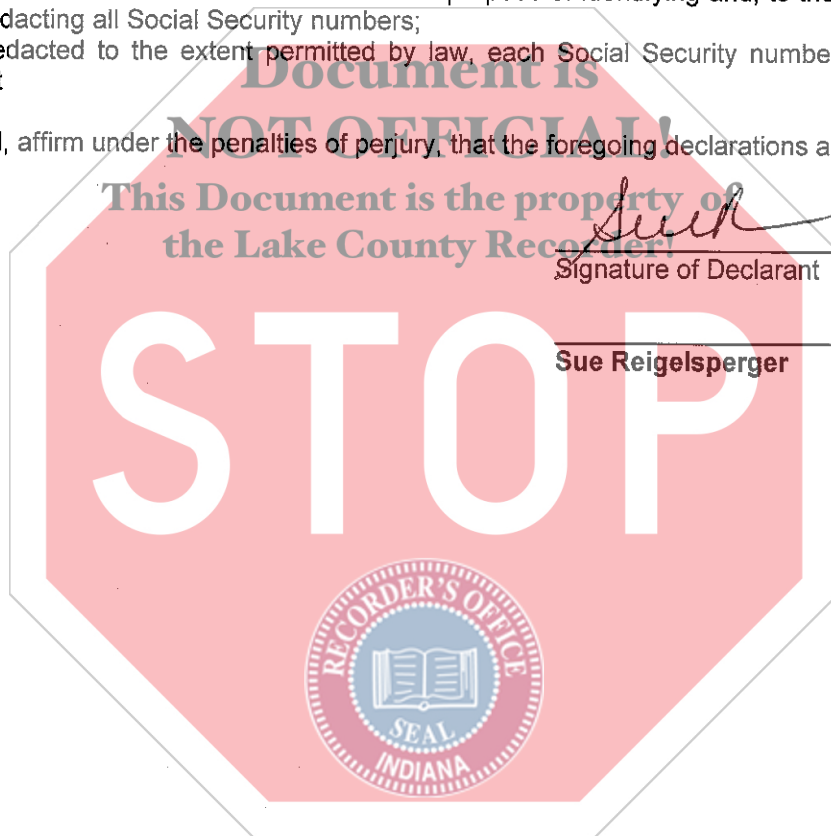 dacting all Social Security numbers;
edacted to the extent permitted by law, each Social Security numbe
t
Document is
l, affirm under the penalties of perjury, that the foregoing declarations a
NOT OFFICIAL!
This Document is the property of
the Lake County Recorder!
Signature of Declarant
Sue Reigelsperger
STOP
RECORDER'S OFFICE
SEAL
INDIANA